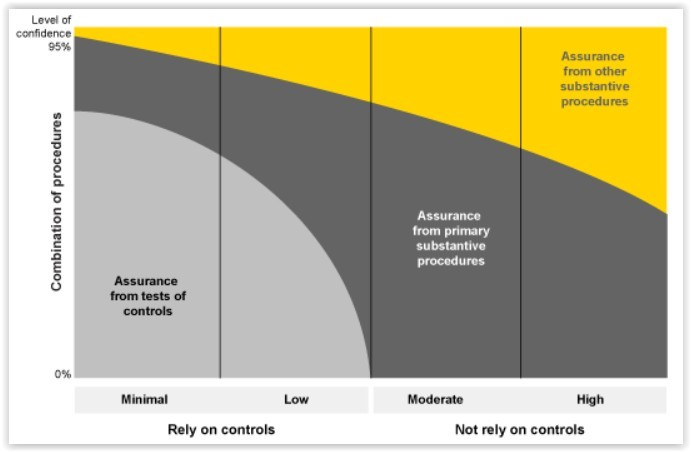 Level of
confidence
95%
Combination of procedures
0%
Assurance
from other
substantive
procedures
Assurance
from primary
substantive
procedures
Assurance
from tests of
controls
Minimal
Low
Moderate
High
Rely on controls
Not rely on controls